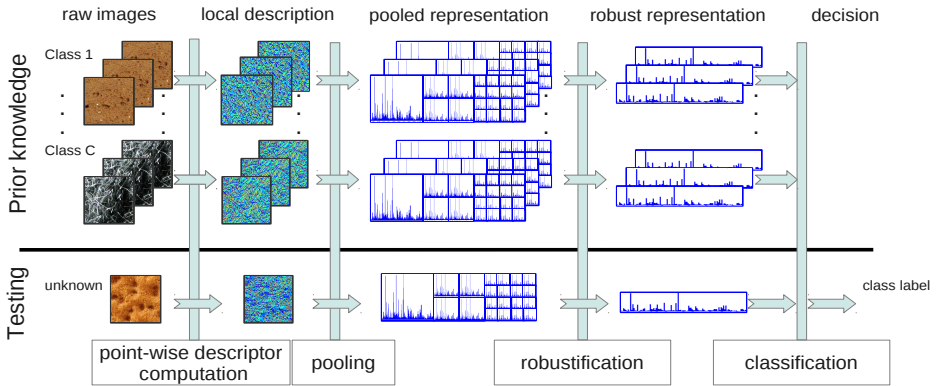 raw images
local description
pooled representation
robust representation
decision
Prior knowledge
Class 1
Class C
Testing
unknown
class label
point-wise descriptor
computation
pooling
robustification
classification